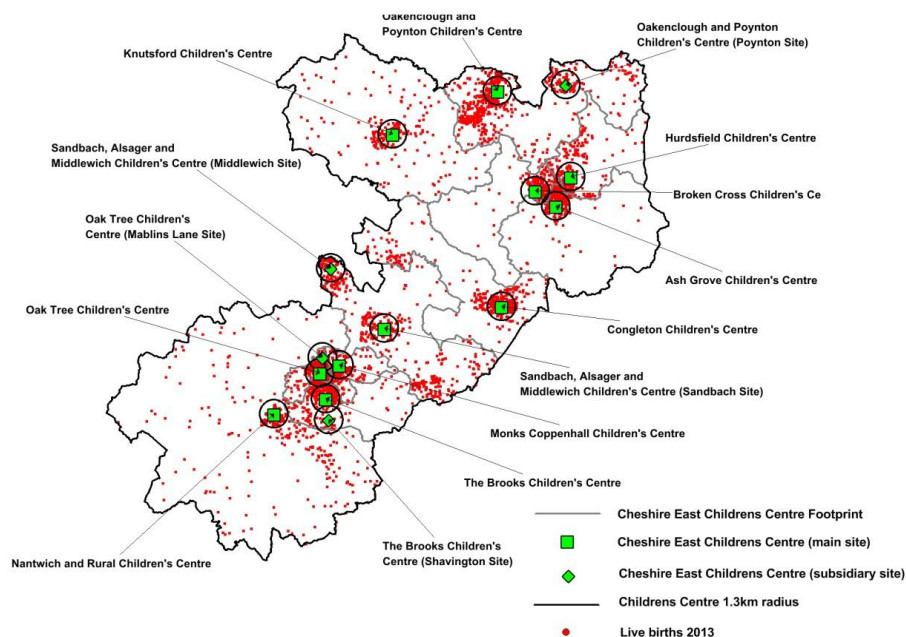 Oakenclough and
Poynton Children's Centre
Oakenclough and Poynton
Children's Centre (Poynton Site)
Knutsford Children's Centre
Hurdsfield Children's Centre
Sandbach, Alsager and
Middlewich Children's Centre (Middlewich Site)
Broken Cross Children's Ce
Oak Tree Children's
Centre (Mablins Lane Site)
Ash Grove Children's Centre
Oak Tree Children's Centre
Congleton Children's Centre
Sandbach, Alsager and
Middlewich Children's Centre (Sandbach Site)
Monks Coppenhall Children's Centre
The Brooks Children's Centre
The Brooks Children's
Centre (Shavington Site)
Nantwich and Rural Children's Centre
Cheshire East Childrens Centre Footprint
Cheshire East Childrens Centre (main site)
Cheshire East Childrens Centre (subsidiary site)
Childrens Centre 1.3km radius
Live births 2013